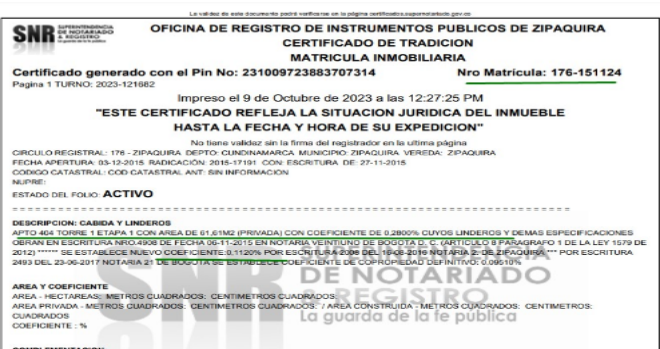 La validez de este documento podrá verificarse en la página certificados.supernotariado.gov.co
SNR SUPERINTENDENCIA DE NOTARIADO & REGISTRO
La guarda de la fe pública
OFICINA DE REGISTRO DE INSTRUMENTOS PUBLICOS DE ZIPAQUIRA
CERTIFICADO DE TRADICION
MATRICULA INMOBILIARIA
Certificado generado con el Pin No: 231009723883707314 Nro Matrícula: 176-151124
Pagina 1 TURNO: 2023-121682
Impreso el 9 de Octubre de 2023 a las 12:27:25 PM
"ESTE CERTIFICADO REFLEJA LA SITUACION JURIDICA DEL INMUEBLE
HASTA LA FECHA Y HORA DE SU EXPEDICION"
No tiene validez sin la firma del registrador en la ultima página
CIRCULO REGISTRAL: 176 - ZIPAQUIRA DEPTO: CUNDINAMARCA MUNICIPIO: ZIPAQUIRA VEREDA: ZIPAQUIRA
FECHA APERTURA: 03-12-2015 RADICACIÓN: 2015-17191 CON: ESCRITURA DE: 27-11-2015
CODIGO CATASTRAL: COD CATASTRAL ANT: SIN INFORMACION
NUPRE:
ESTADO DEL FOLIO: ACTIVO
DESCRIPCION: CABIDA Y LINDEROS
APTO 404 TORRE 1 ETAPA 1 CON AREA DE 61,61M2 (PRIVADA) CON COEFICIENTE DE 0,2800% CUYOS LINDEROS Y DEMAS ESPECIFICACIONES
OBRAN EN ESCRITURA NRO.4908 DE FECHA 06-11-2015 EN NOTARIA VEINTIUNO DE BOGOTA D. C. (ARTICULO 8 PARAGRAFO 1 DE LA LEY 1579 DE
2012) ****** SE ESTABLECE NUEVO COEFICIENTE:0,1120% POR ESCRITURA 2008 DEL 16-08-2016 NOTARIA 2. DE ZIPAQUIRA *** POR ESCRITURA
2493 DEL 23-06-2017 NOTARIA 21 DE BOGOTA SE ESTABLECE COEFICIENTE DE COPROPIEDAD DEFINITIVO: 0.09510%
SNR SUPERINTENDENCIA
DE NOTARIADO
& REGISTRO
La guarda de la fe pública
AREA Y COEFICIENTE
AREA - HECTAREAS: METROS CUADRADOS: CENTIMETROS CUADRADOS:
AREA PRIVADA - METROS CUADRADOS: CENTIMETROS CUADRADOS: / AREA CONSTRUIDA - METROS CUADRADOS: CENTIMETROS:
CUADRADOS
COEFICIENTE : %
COMPLEMENTACION: